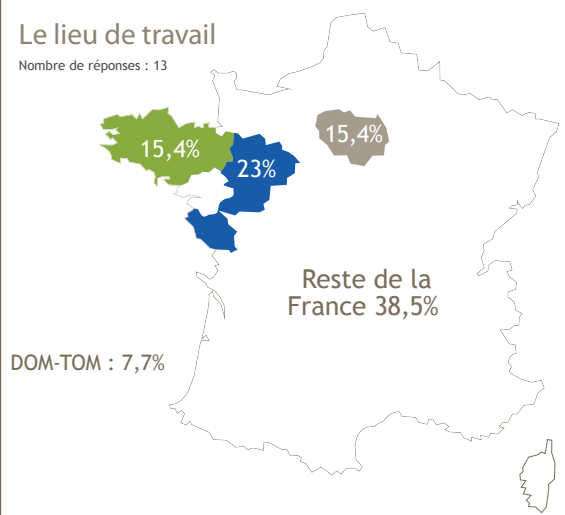 Le lieu de travail
Nombre de réponses : 13
15,4%
15,4%
23%
Reste de la
France 38,5%
DOM-TOM : 7,7%